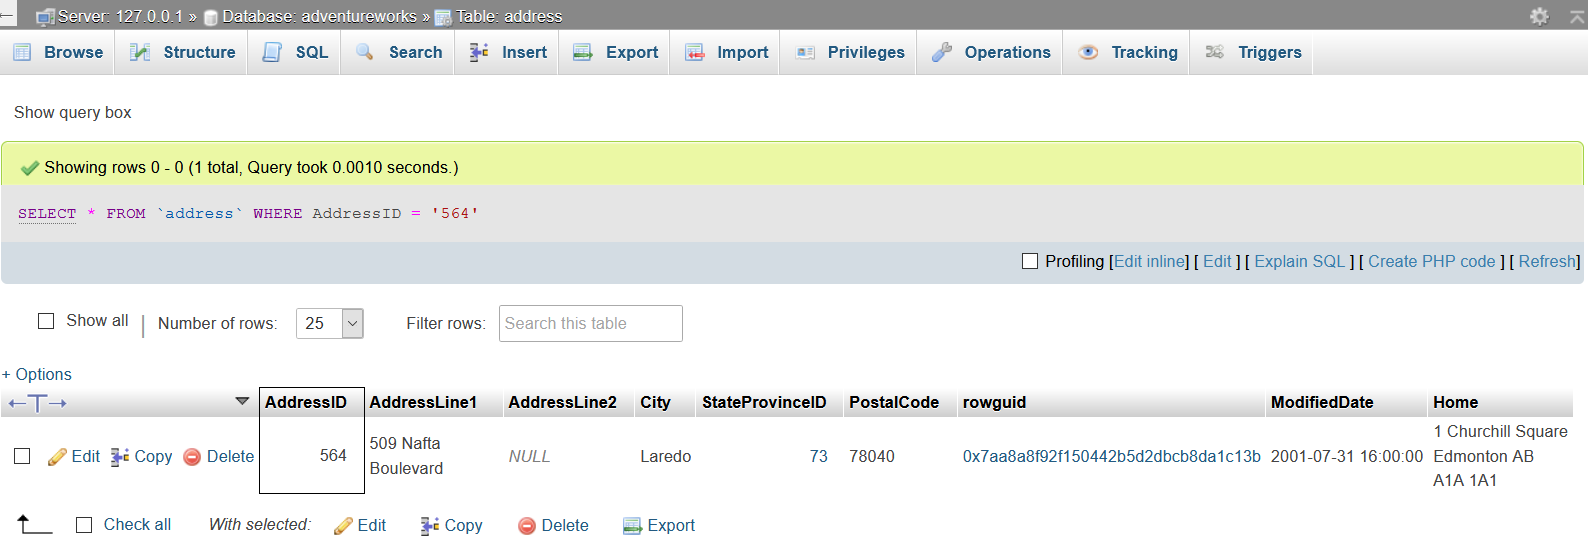 Server: 127.0.0.1 » Database: adventureworks » Table: address
Browse Structure SQL Search Insert Export Import Privileges Operations Tracking Triggers
Show query box
Showing rows 0 - 0 (1 total, Query took 0.0010 seconds.)
SELECT * FROM `address` WHERE AddressID = '564'
Profiling [Edit inline] [ Edit ] [ Explain SQL ] [ Create PHP code ] [ Refresh]
Show all | Number of rows: 25 Filter rows: Search this table
+ Options
←T→ AddressID AddressLine1 AddressLine2 City StateProvinceID PostalCode rowguid ModifiedDate Home
Edit Copy Delete 564 509 Nafta Boulevard NULL Laredo 73 78040 0x7aa8a8f92f150442b5d2dbcb8da1c13b 2001-07-31 16:00:00 1 Churchill Square Edmonton AB A1A 1A1
Check all With selected: Edit Copy Delete Export